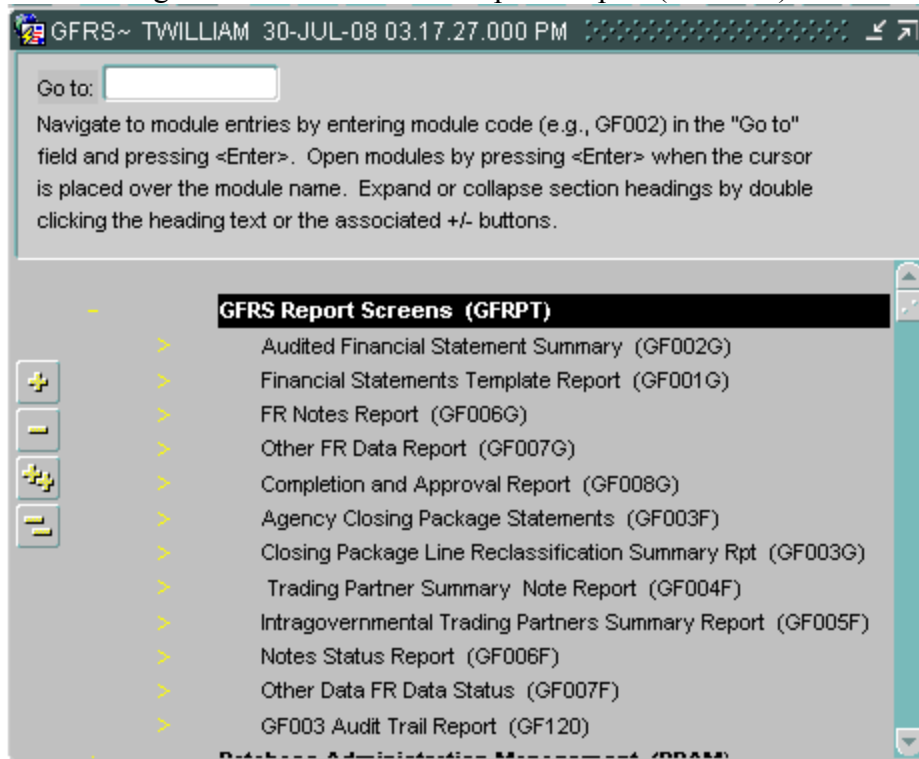 GFRS~ TWILLIAM 30-JUL-08 03.17.27.000 PM
Go to:
Navigate to module entries by entering module code (e.g., GF002) in the "Go to"
field and pressing <Enter>. Open modules by pressing <Enter> when the cursor
is placed over the module name. Expand or collapse section headings by double
clicking the heading text or the associated +/- buttons.
GFRS Report Screens (GFRPT)
Audited Financial Statement Summary (GF002G)
Financial Statements Template Report (GF001G)
FR Notes Report (GF006G)
Other FR Data Report (GF007G)
Completion and Approval Report (GF008G)
Agency Closing Package Statements (GF003F)
Closing Package Line Reclassification Summary Rpt (GF003G)
Trading Partner Summary Note Report (GF004F)
Intragovernmental Trading Partners Summary Report (GF005F)
Notes Status Report (GF006F)
Other Data FR Data Status (GF007F)
GF003 Audit Trail Report (GF120)